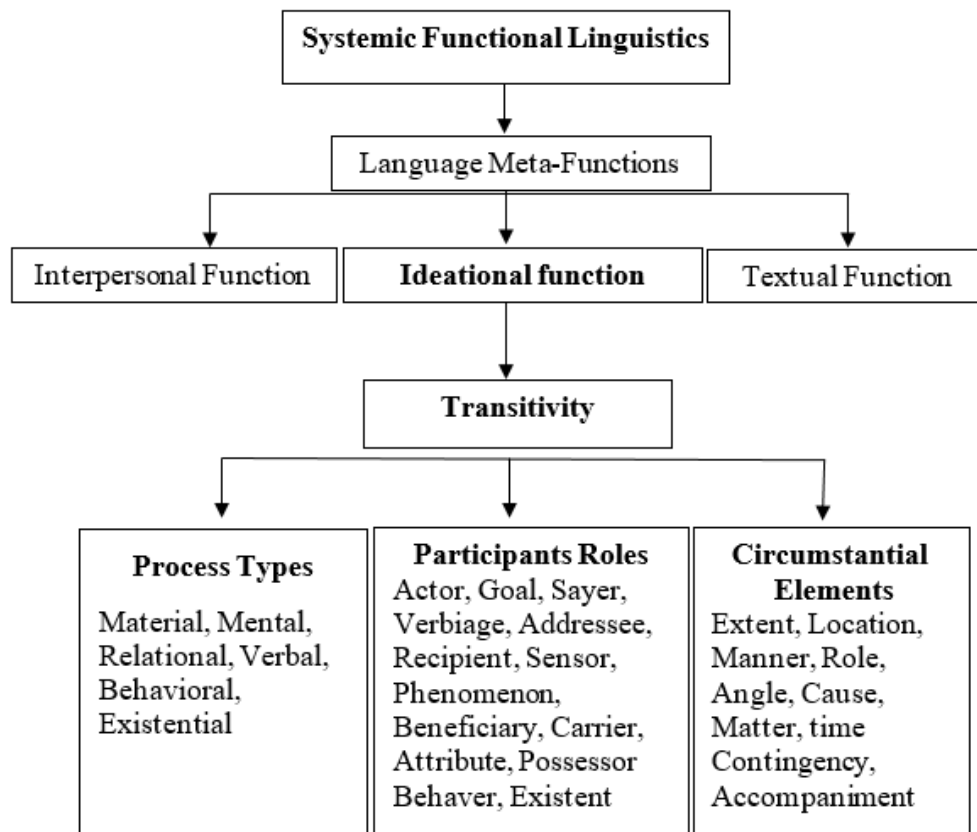 Systemic Functional Linguistics
Language Meta-Functions
Interpersonal Function
Ideational function
Textual Function
Transitivity
Process Types
Material, Mental,
Relational, Verbal,
Behavioral,
Existential
Participants Roles
Actor, Goal, Sayer,
Verbiage, Addressee,
Recipient, Sensor,
Phenomenon,
Beneficiary, Carrier,
Attribute, Possessor
Behaver, Existent
Circumstantial
Elements
Extent, Location,
Manner, Role,
Angle, Cause,
Matter, time
Contingency,
Accompaniment